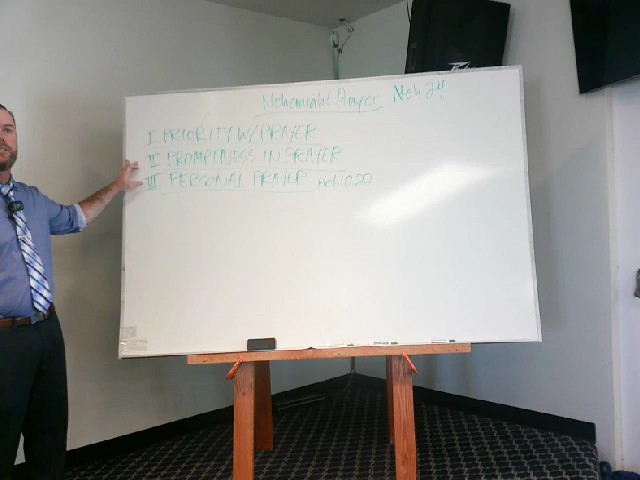 Nehemiah's Prayer Neh 2:4
I PRIORITY W/ PRAYER
II PROMPTNESS IN PRAYER
III PERSONAL PRAYER